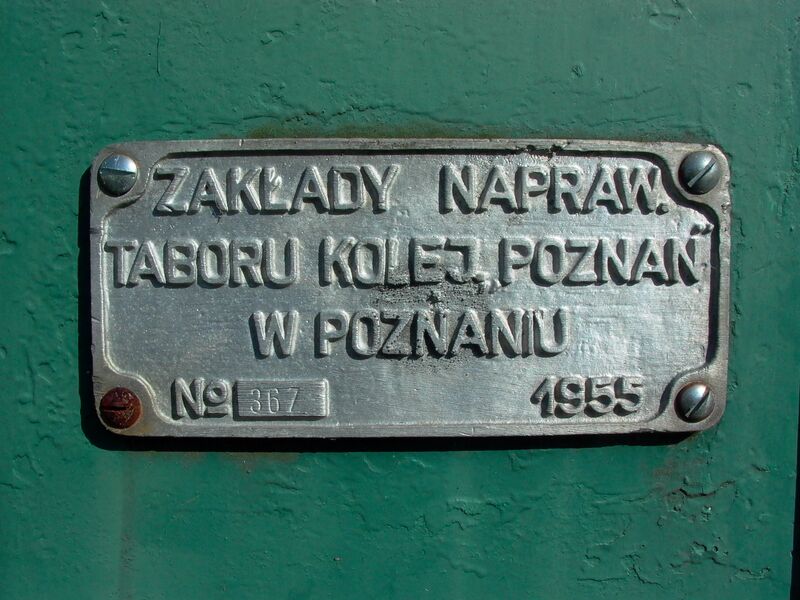 ZAKŁADY NAPRAW.
TABORU KOLEJ. „POZNAŃ”
W POZNANIU
No 367 1955